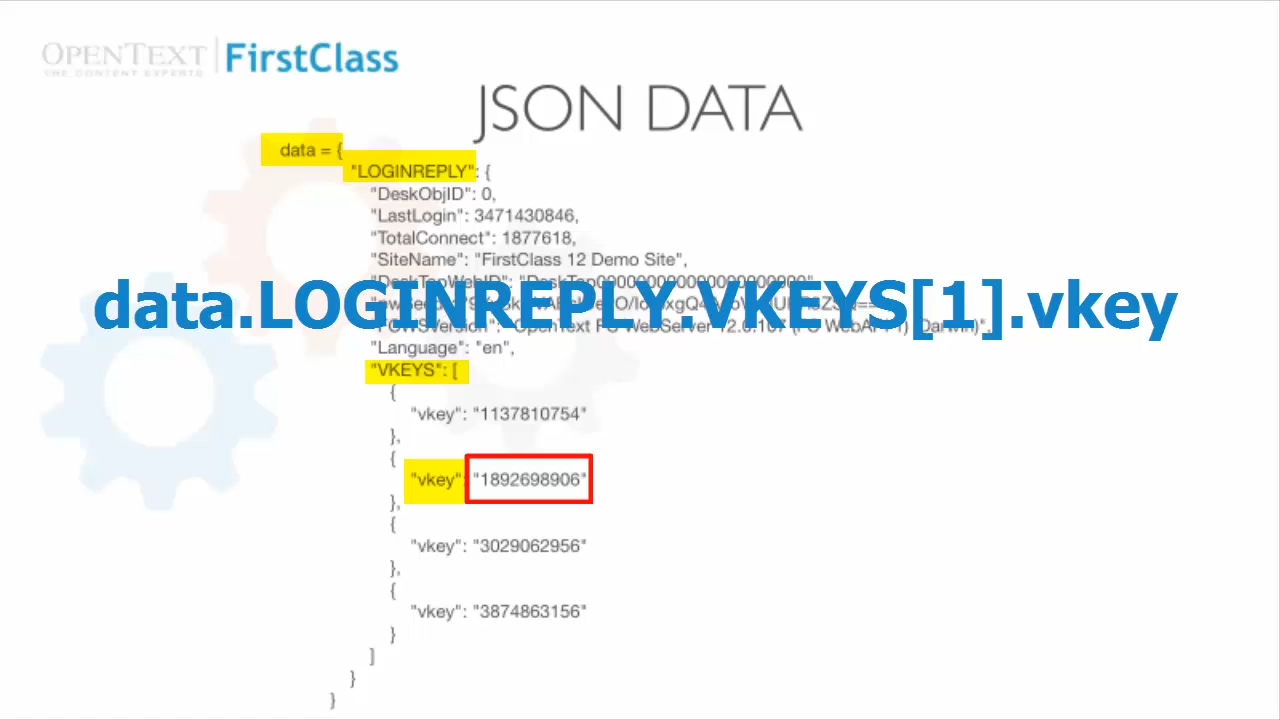 OPENTEXT FirstClass
THE CONTENT EXPERTS
JSON DATA
data = {
"LOGINREPLY": {
"DeskObjID": 0,
"LastLogin": 3471430846,
"TotalConnect": 1877618,
"SiteName": "FirstClass 12 Demo Site",
data.LOGINREPLY.VKEYS[1].vkey
"Language": "en",
"VKEYS": [
{
"vkey": "1137810754"
},
{
"vkey": "1892698906"
},
{
"vkey": "3029062956"
},
{
"vkey": "3874863156"
}
]
}
}